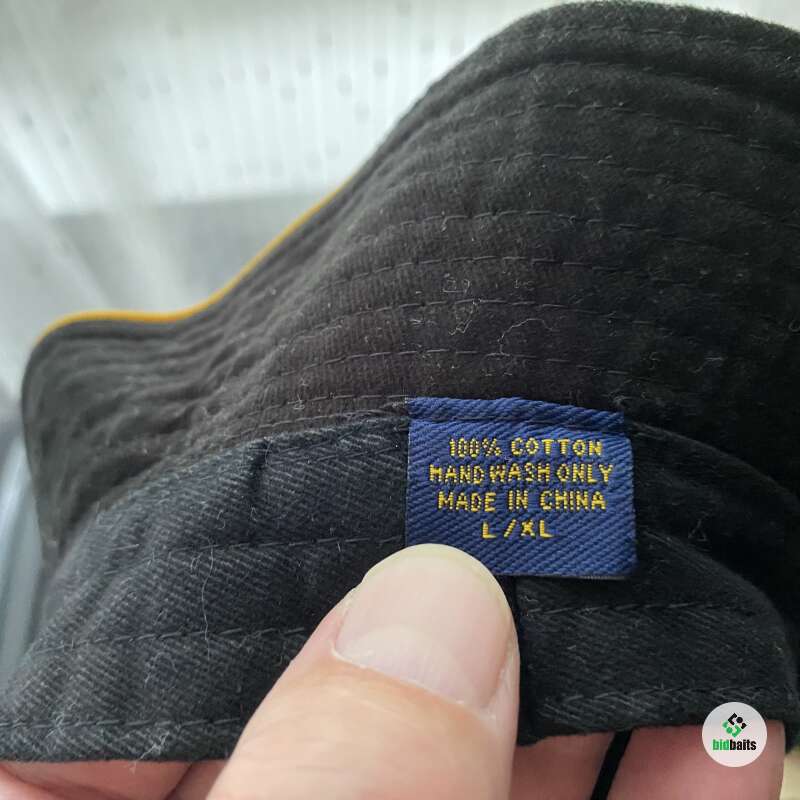 100% COTTON
HAND WASH ONLY
MADE IN CHINA
L/XL
bidbaits